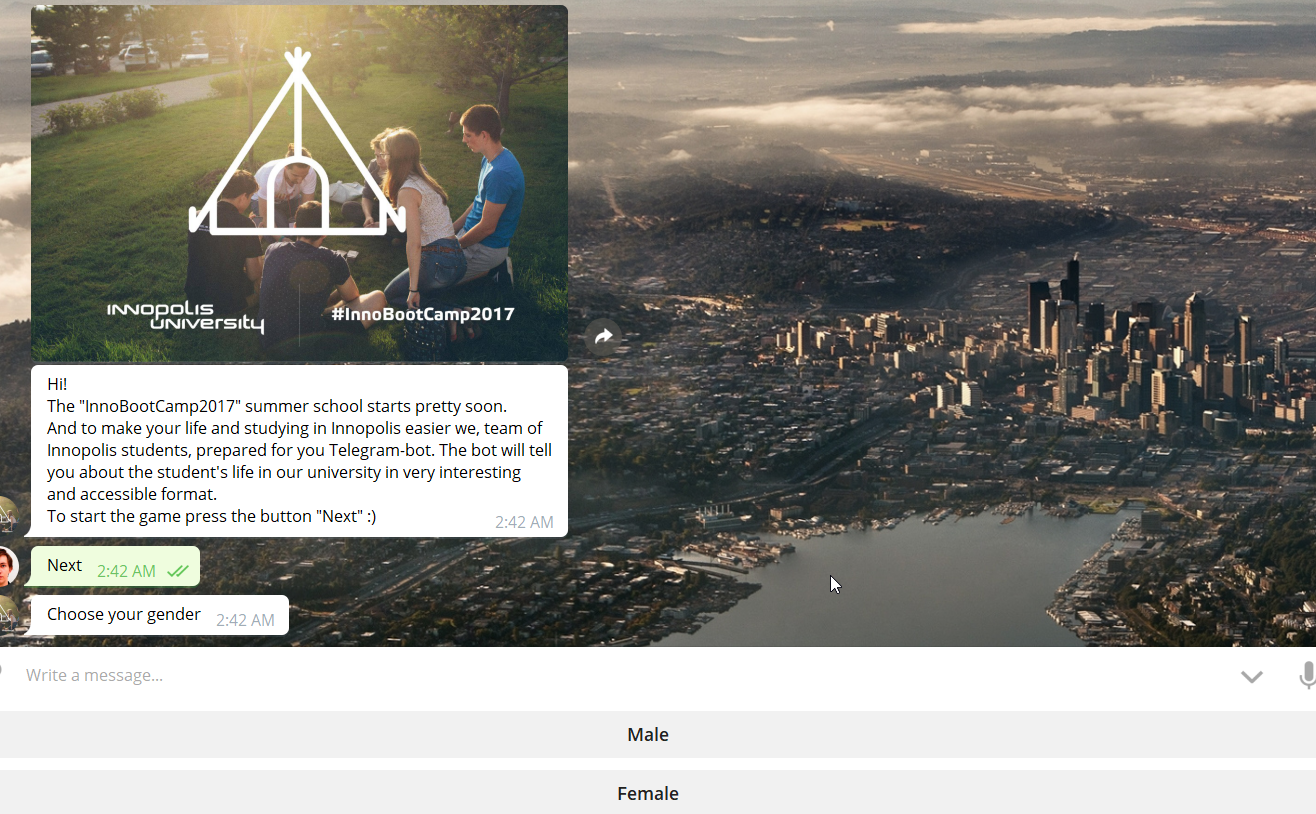 INNOPOLIS
UNIVERSITY
#InnoBootCamp2017
Hi!
The "InnoBootCamp2017" summer school starts pretty soon.
And to make your life and studying in Innopolis easier we, team of
Innopolis students, prepared for you Telegram-bot. The bot will tell
you about the student's life in our university in very interesting
and accessible format.
To start the game press the button "Next" :)
2:42 AM
Next 2:42 AM
Choose your gender 2:42 AM
Write a message...
Male
Female